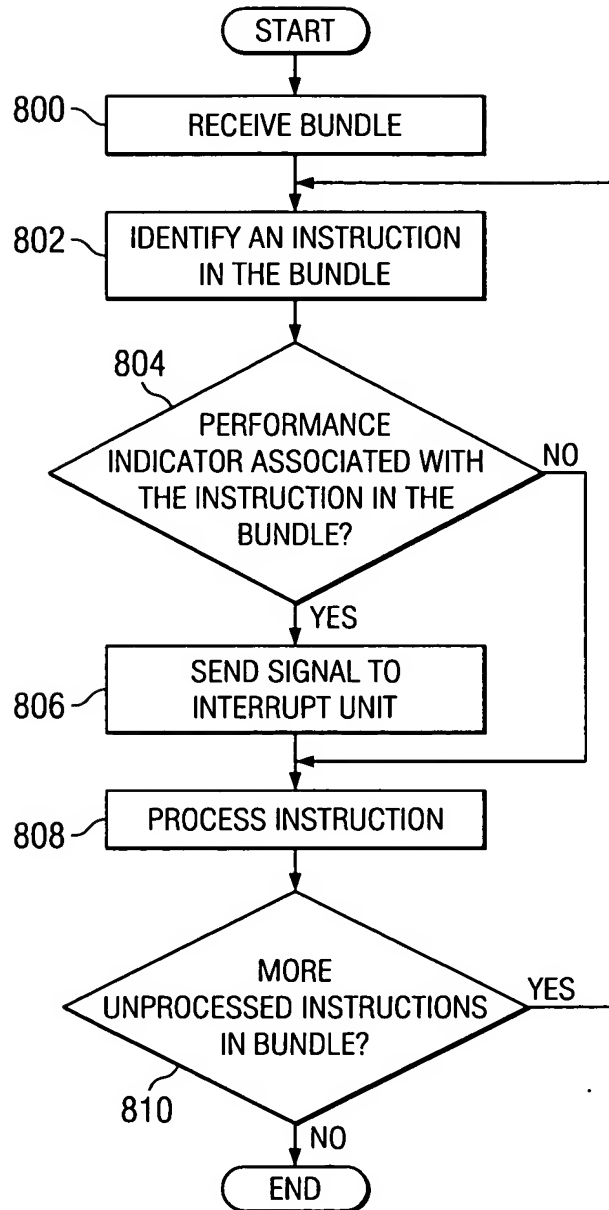 START
800
RECEIVE BUNDLE
802
IDENTIFY AN INSTRUCTION
IN THE BUNDLE
804
PERFORMANCE
INDICATOR ASSOCIATED WITH
THE INSTRUCTION IN THE
BUNDLE?
NO
YES
806
SEND SIGNAL TO
INTERRUPT UNIT
808
PROCESS INSTRUCTION
MORE
UNPROCESSED INSTRUCTIONS
IN BUNDLE?
YES
810
NO
END